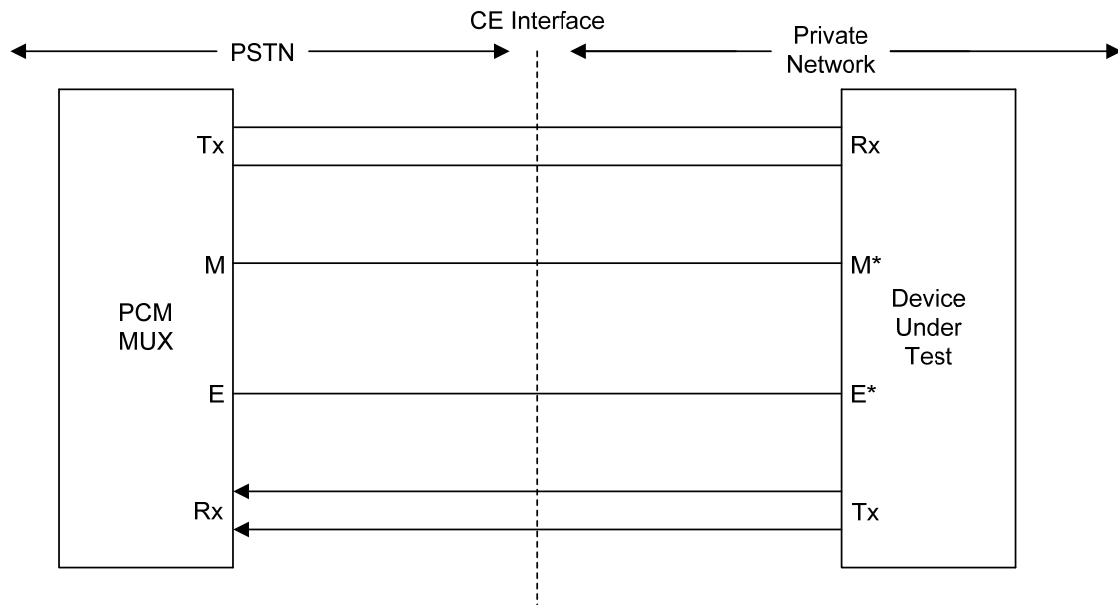 CE Interface
PSTN
Private
Network
Tx
Rx
M
M*
PCM
MUX
Device
Under
Test
E
E*
Rx
Tx